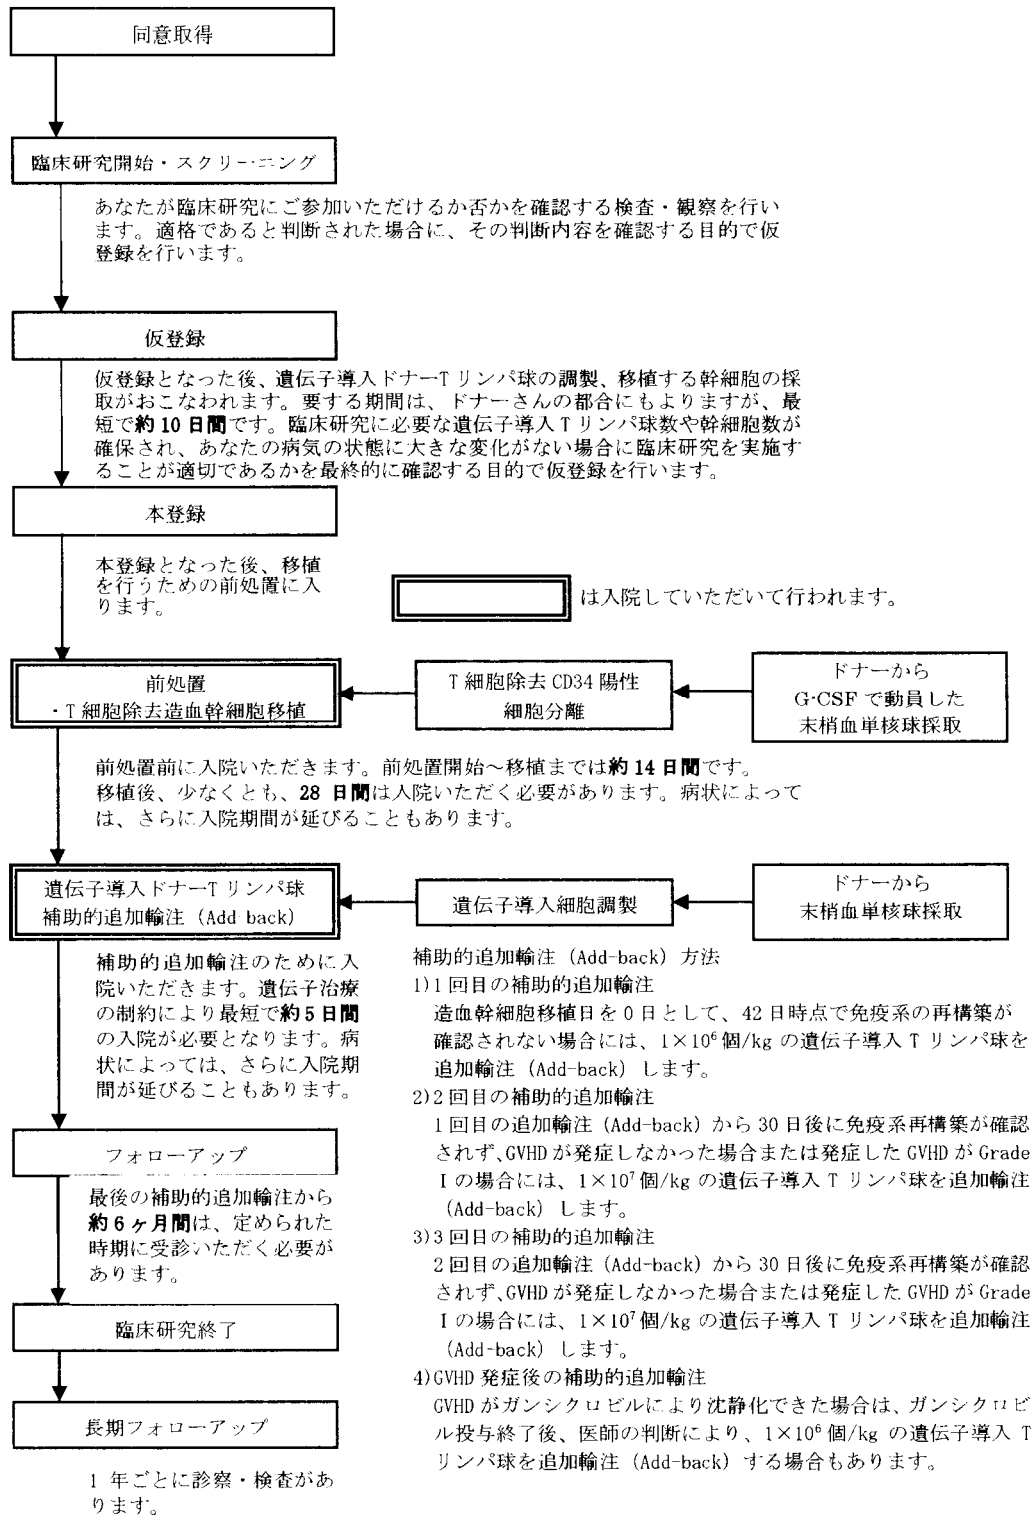 同意取得
臨床研究開始・スクリーニング
あなたが臨床研究にご参加いただけるか否かを確認する検査・観察を行い
ます。適格であると判断された場合に、その判断内容を確認する目的で仮
登録を行います。
仮登録
仮登録となった後、遺伝子導入ドナーTリンパ球の調製、移植する幹細胞の採
取がおこなわれます。要する期間は、ドナーさんの都合にもよりますが、最
短で約10日間です。臨床研究に必要な遺伝子導入Tリンパ球数や幹細胞数が
確保され、あなたの病気の状態に大きな変化がない場合に臨床研究を実施す
ることが適切であるかを最終的に確認する目的で仮登録を行います。
本登録
本登録となった後、移植
を行うための前処置に入
ります。
は入院していただいて行われます。
前処置
・T細胞除去造血幹細胞移植
T細胞除去CD34陽性
細胞分離
ドナーから
G-CSFで動員した
末梢血単核球採取
前処置前に入院いただきます。前処置開始～移植までは約14日間です。
移植後、少なくとも、28日間は入院いただく必要があります。病状によって
は、さらに入院期間が延びることもあります。
遺伝子導入ドナーTリンパ球
補助的追加輸注 (Add back)
遺伝子導入細胞調製
ドナーから
末梢血単核球採取
補助的追加輸注のために入
院いただきます。遺伝子治療
の制約により最短で約5日間
の入院が必要となります。病
状によっては、さらに入院期
間が延びることもあります。
フォローアップ
最後の補助的追加輸注から
約6ヶ月間は、定められた
時期に受診いただく必要が
あります。
臨床研究終了
長期フォローアップ
1 年ごとに診察・検査があ
ります。
補助的追加輸注 (Add-back) 方法
1)1回目の補助的追加輸注
造血幹細胞移植日を0日として、42日時点で免疫系の再構築が
確認されない場合には、1×10⁶個/kgの遺伝子導入Tリンパ球を
追加輸注 (Add-back) します。
2)2回目の補助的追加輸注
1回目の追加輸注 (Add-back) から30日後に免疫系再構築が確認
されず、GVHDが発症しなかった場合または発症したGVHDがGrade
Iの場合には、1×10⁷個/kgの遺伝子導入Tリンパ球を追加輸注
(Add-back) します。
3)3回目の補助的追加輸注
2回目の追加輸注 (Add-back) から30日後に免疫系再構築が確認
されず、GVHDが発症しなかった場合または発症したGVHDがGrade
Iの場合には、1×10⁷個/kgの遺伝子導入Tリンパ球を追加輸注
(Add-back) します。
4)GVHD発症後の補助的追加輸注
GVHDがガンシクロビルにより沈静化できた場合は、ガンシクロビ
ル投与終了後、医師の判断により、1×10⁶個/kgの遺伝子導入T
リンパ球を追加輸注 (Add-back) する場合もあります。